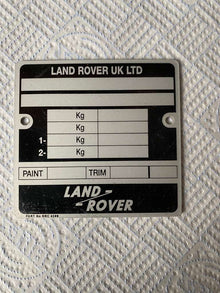 LAND ROVER UK LTD
Kg
Kg
1- Kg
2- Kg
PAINT TRIM
LAND
ROVER